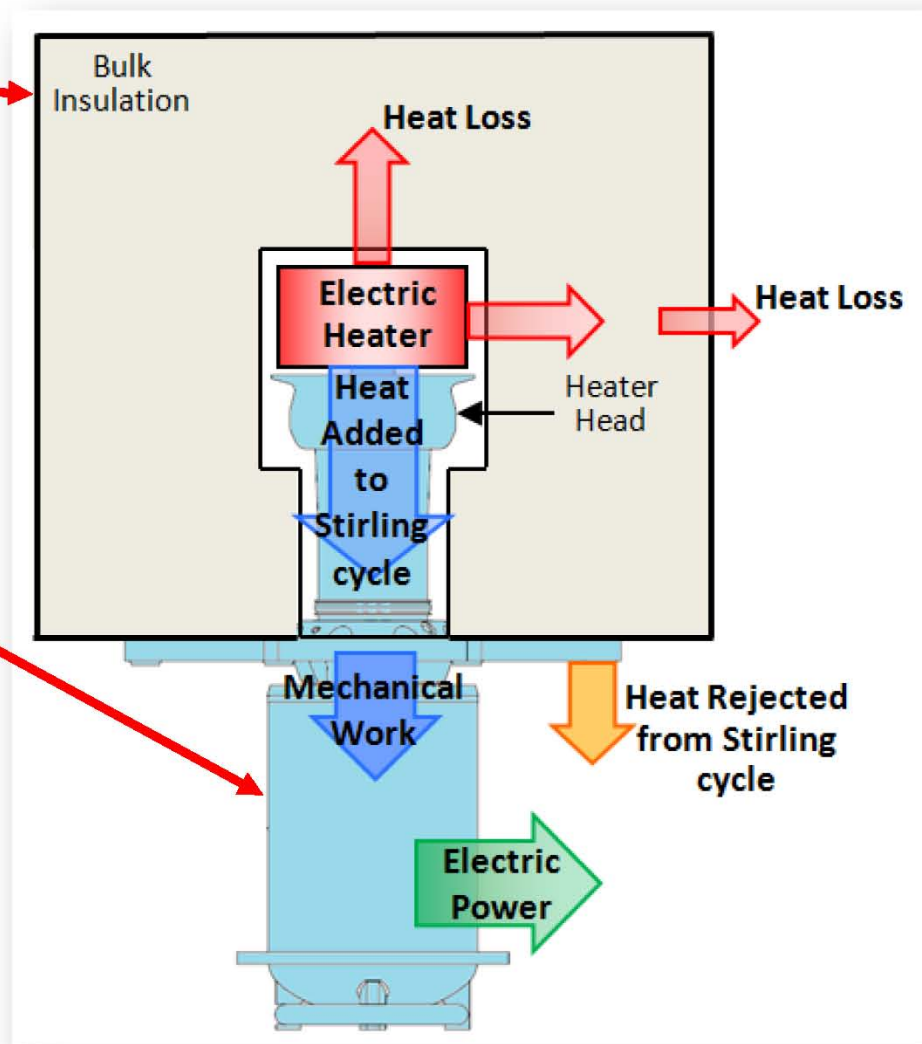 Bulk
Insulation
Heat Loss
Electric
Heater
Heat Loss
Heat
Added
to
Stirling
cycle
Heater
Head
Mechanical
Work
Heat Rejected
from Stirling
cycle
Electric
Power